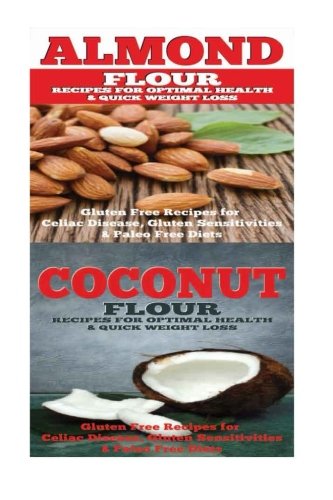 ALMOND
FLOUR
RECIPES FOR OPTIMAL HEALTH
& QUICK WEIGHT LOSS
Gluten Free Recipes for
Celiac Disease, Gluten Sensitivities
& Paleo Free Diets
COCONUT
FLOUR
RECIPES FOR OPTIMAL HEALTH
& QUICK WEIGHT LOSS
Gluten Free Recipes for
Celiac Disease, Gluten Sensitivities
& Paleo Free Diets